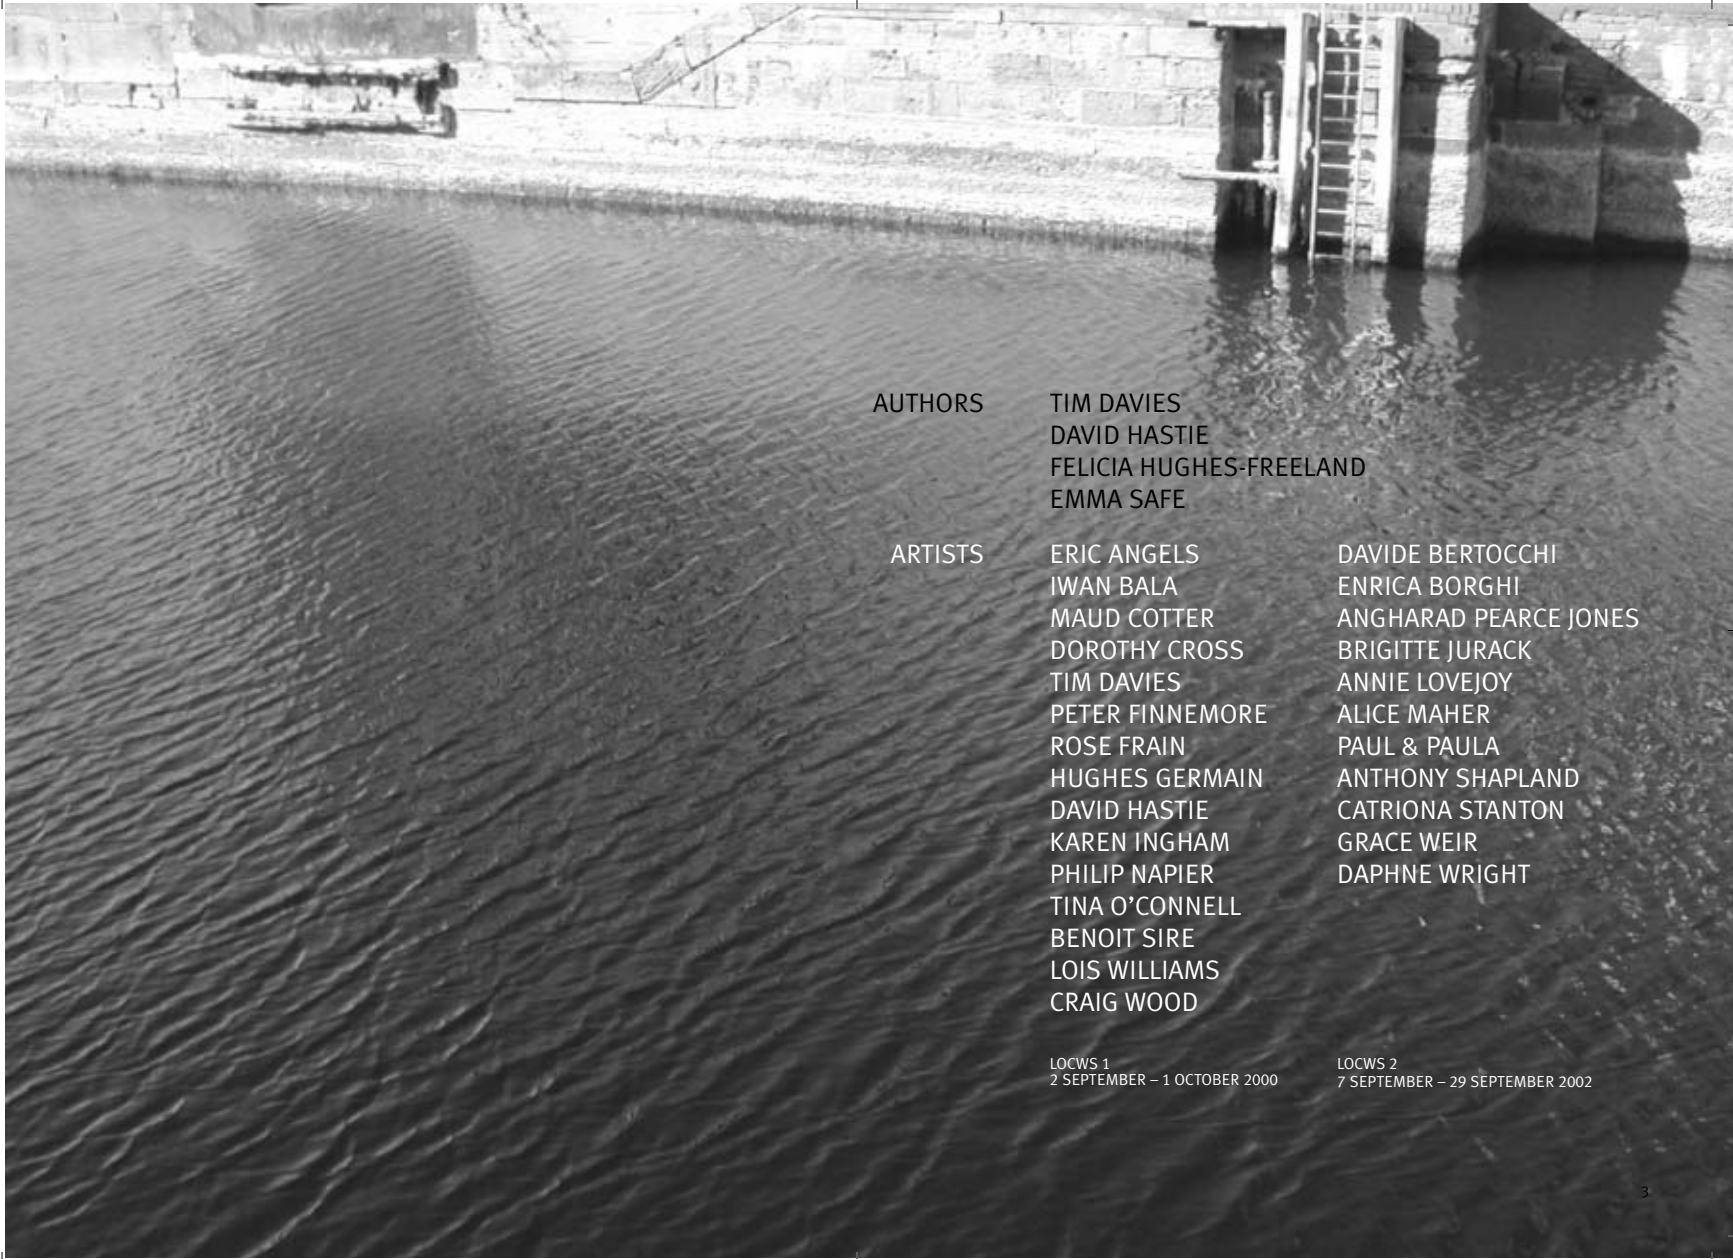 AUTHORS
TIM DAVIES
DAVID HASTIE
FELICIA HUGHES-FREELAND
EMMA SAFE
ARTISTS
ERIC ANGELS
IWAN BALA
MAUD COTTER
DOROTHY CROSS
TIM DAVIES
PETER FINNEMORE
ROSE FRAIN
HUGHES GERMAIN
DAVID HASTIE
KAREN INGHAM
PHILIP NAPIER
TINA O’CONNELL
BENOIT SIRE
LOIS WILLIAMS
CRAIG WOOD
LOCWS 1
2 SEPTEMBER – 1 OCTOBER 2000
DAVIDE BERTOCCHI
ENRICA BORGHI
ANGHARAD PEARCE JONES
BRIGITTE JURACK
ANNIE LOVEJOY
ALICE MAHER
PAUL & PAULA
ANTHONY SHAPLAND
CATRIONA STANTON
GRACE WEIR
DAPHNE WRIGHT
LOCWS 2
7 SEPTEMBER – 29 SEPTEMBER 2002
3